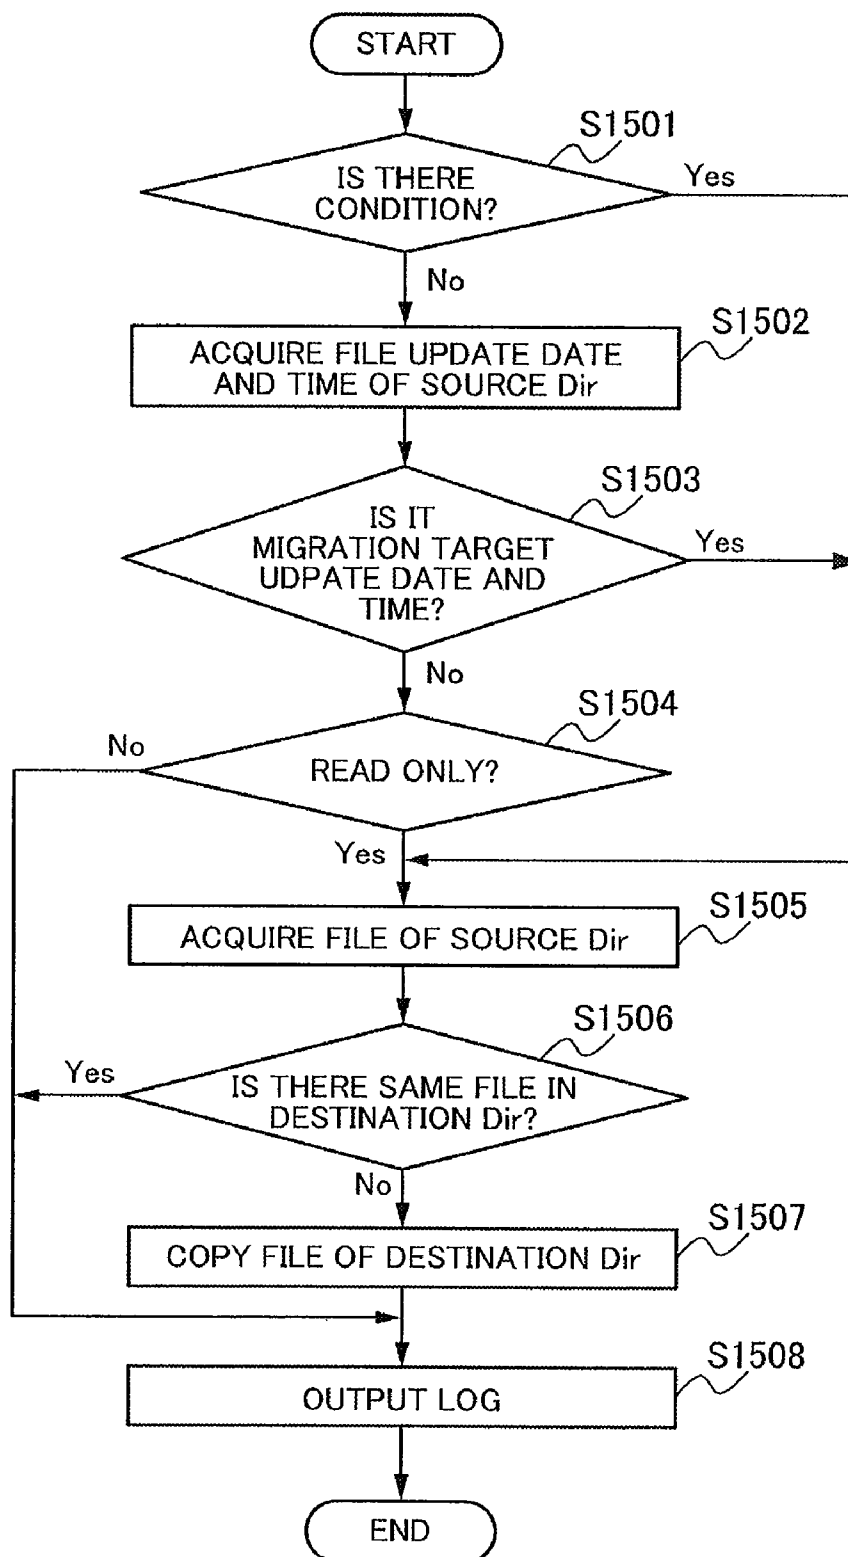 START
S1501
IS THERE
CONDITION?
Yes
No
S1502
ACQUIRE FILE UPDATE DATE
AND TIME OF SOURCE Dir
S1503
IS IT
MIGRATION TARGET
UDPATE DATE AND
TIME?
Yes
No
S1504
No
READ ONLY?
Yes
S1505
ACQUIRE FILE OF SOURCE Dir
S1506
Yes
IS THERE SAME FILE IN
DESTINATION Dir?
No
S1507
COPY FILE OF DESTINATION Dir
S1508
OUTPUT LOG
END